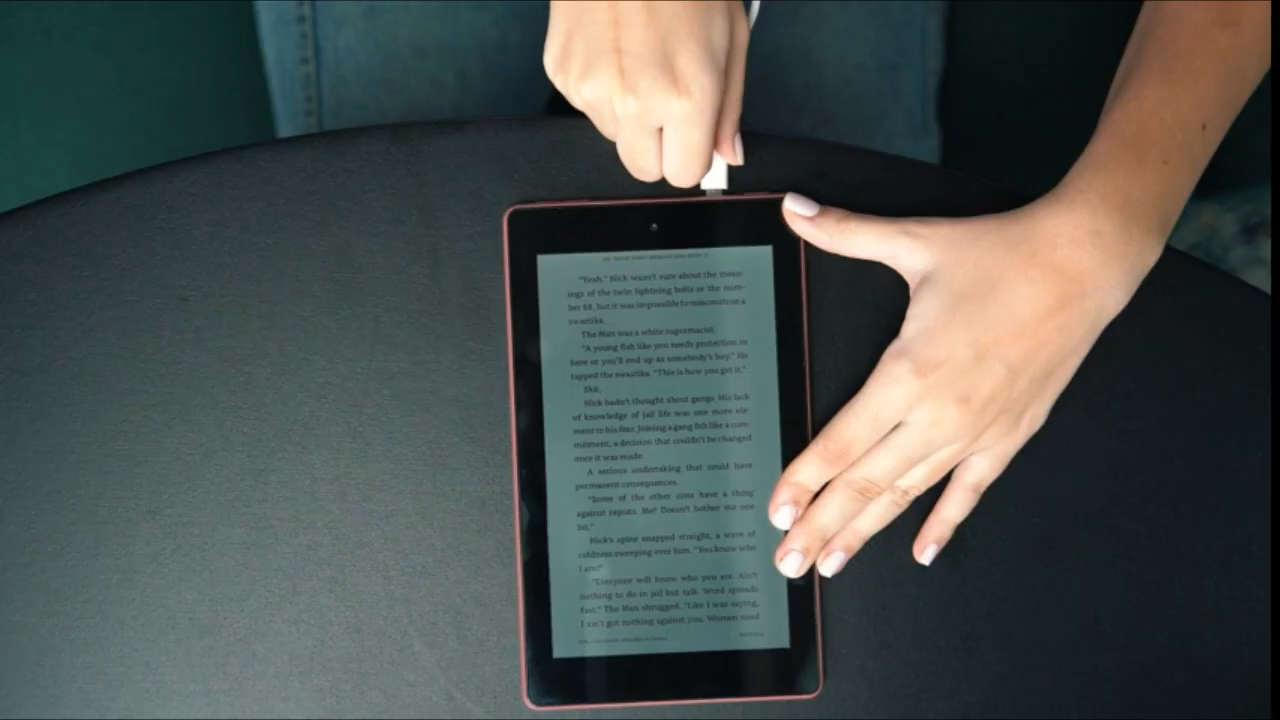 "Yeah." Nick wasn't sure about the mean-
ings of the twin lightning bolts or the num-
ber 88, but it was impossible to misconstrue a
swastika.
The Man was a white supremacist.
"A young fish like you needs protection in
here or you'll end up as somebody's boy." He
tapped the swastika. "This is how you get it."
Shit.
Nick hadn't thought about gangs. His lack
of knowledge of jail life was one more ele-
ment to his fear. Joining a gang felt like a com-
mitment, a decision that couldn't be changed
once it was made.
A serious undertaking that could have
permanent consequences.
"Some of the other cons have a thing
against rapists. Me? Doesn't bother me one
bit."
Nick's spine snapped straight, a wave of
coldness sweeping over him. "You know who
I am?"
"Everyone will know who you are. Ain't
nothing to do in jail but talk. Word spreads
fast." The Man shrugged. "Like I was saying,
I ain't got nothing against you. Woman need